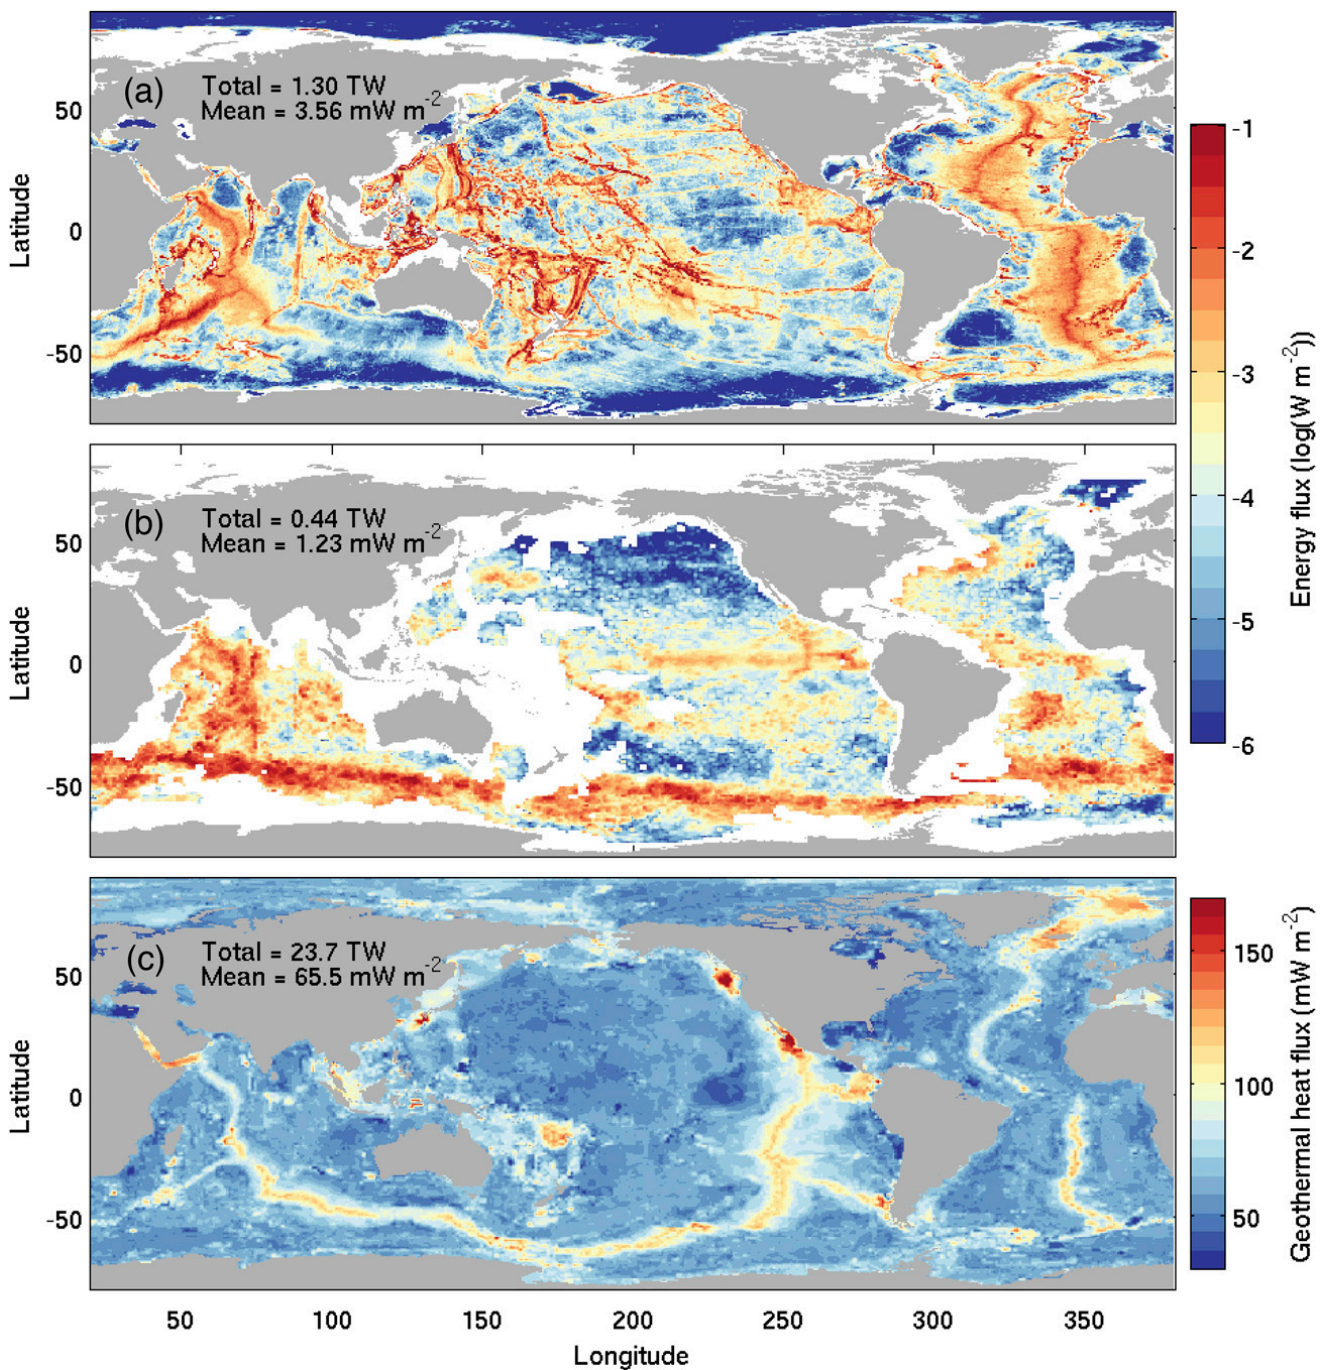 (a)
Total = 1.30 TW
Mean = 3.56 mW m-2
50
0
-50
Latitude
(b)
Total = 0.44 TW
Mean = 1.23 mW m-2
50
0
-50
Latitude
-1
-2
-3
-4
-5
-6
Energy flux (log(W m-2))
(c)
Total = 23.7 TW
Mean = 65.5 mW m-2
50
0
-50
Latitude
150
100
50
Geothermal heat flux (mW m-2)
50 100 150 200 250 300 350
Longitude